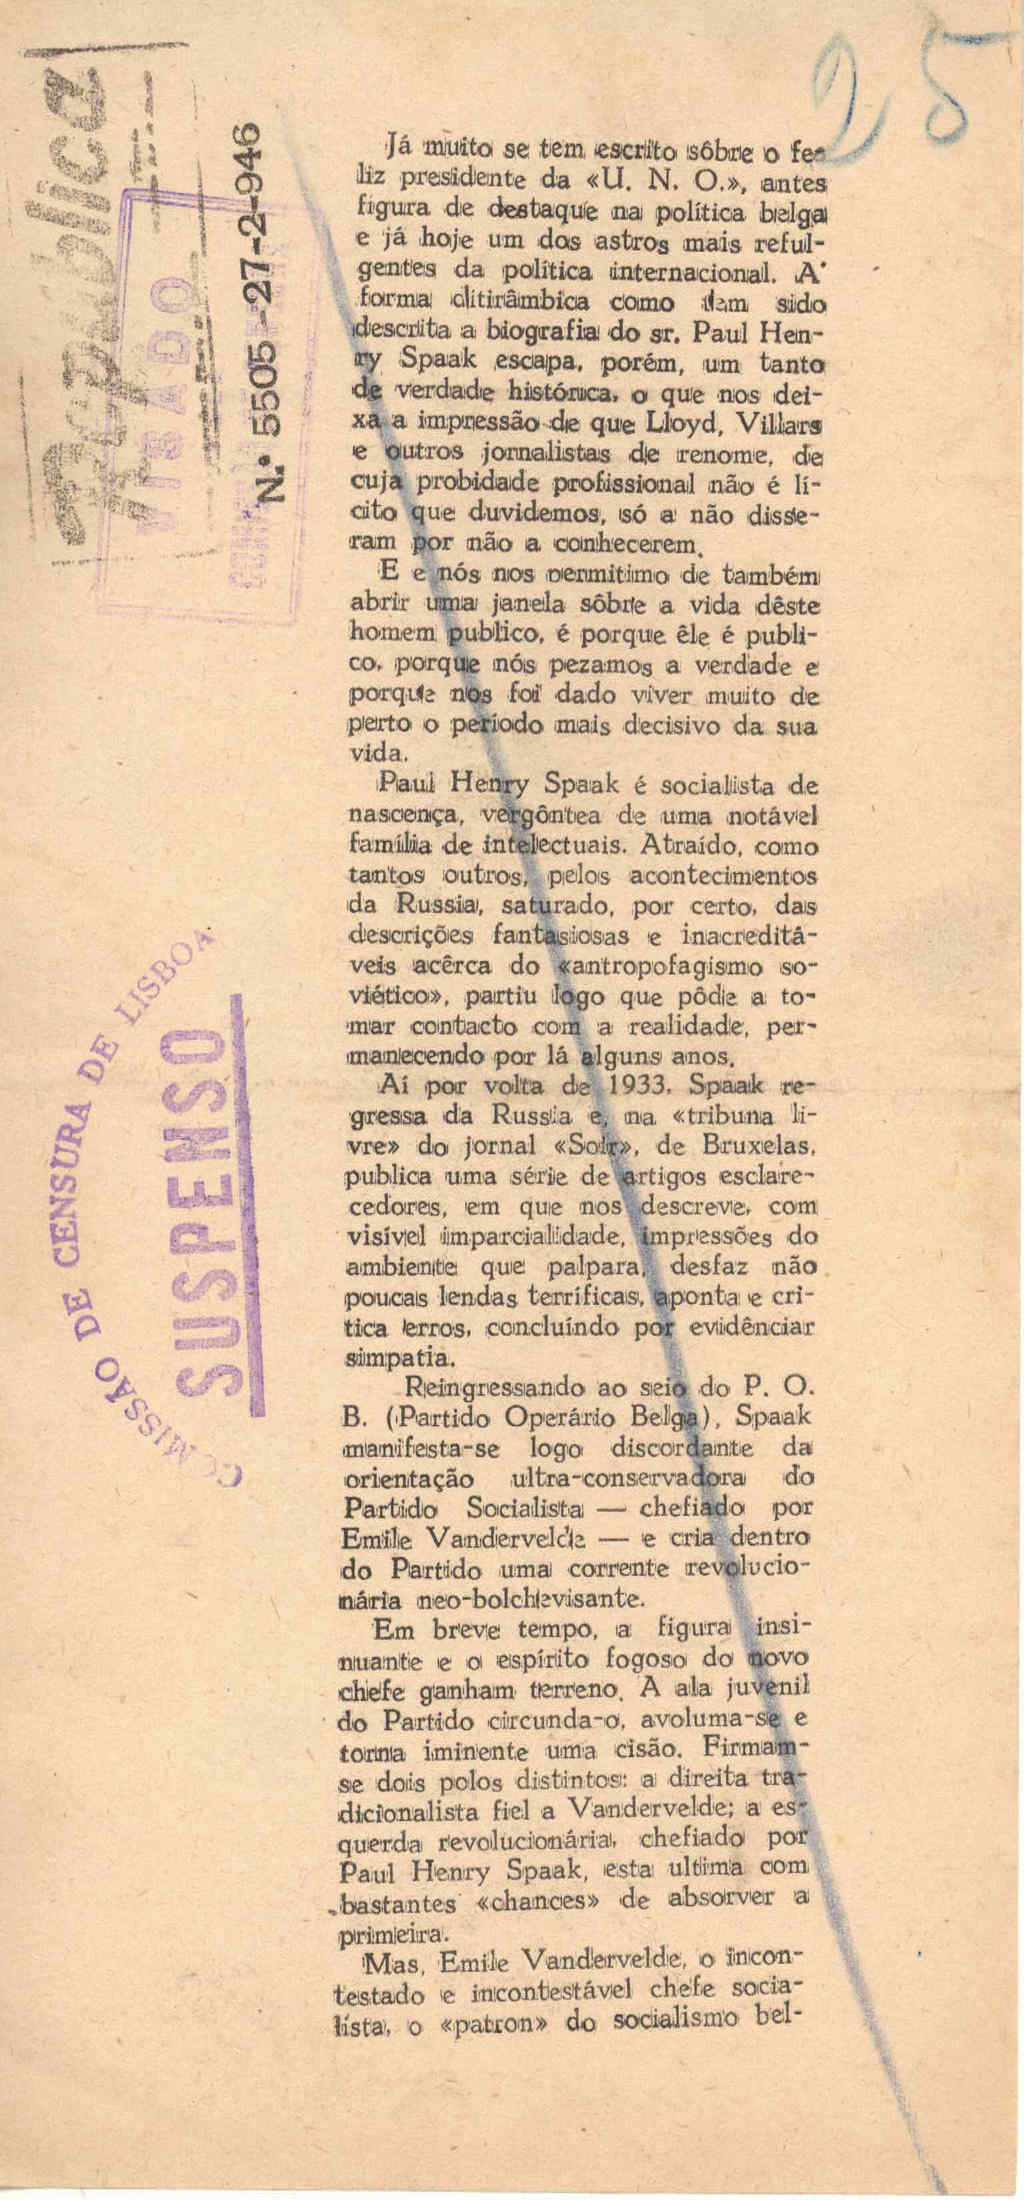 25
República
VISADO
N.º 5505-27-2-946
Já muito se tem escrito sôbre o fe-
liz presidente da «U. N. O.», antes
figura de destaque na política belga
e já hoje um dos astros mais reful-
gentes da política internacional. A'
forma ditirâmbica como tem sido
descrita a biografia do sr. Paul Hen-
ry Spaak escapa, porém, um tanto
de verdade histórica, o que nos dei-
xa a impressão de que Lloyd, Villars
e outros jornalistas de renome, de
cuja probidade profissional não é lí-
cito que duvidemos, só a não disse-
ram por não a conhecerem.
E e nós nos permitimo de também
abrir uma janela sôbre a vida dêste
homem publico, é porque êle é publi-
co, porque nós pezamos a verdade e
porque nos foi dado viver muito de
perto o período mais decisivo da sua
vida.
Paul Henry Spaak é socialista de
nascença, vergôntea de uma notável
família de intelectuais. Atraído, como
tantos outros, pelos acontecimentos
da Russia, saturado, por certo, das
descrições fantasiosas e inacreditá-
veis acêrca do «antropofagismo so-
viético», partiu logo que pôde a to-
mar contacto com a realidade, per-
manecendo por lá alguns anos.
Aí por volta de 1933, Spaak re-
gressa da Russia e, na «tribuna li-
vre» do jornal «Soir», de Bruxelas,
publica uma série de artigos esclare-
cedores, em que nos descreve, com
visível imparcialidade, impressões do
ambiente que palpara, desfaz não
poucas lendas terríficas, aponta e cri-
tica erros, concluíndo por evidênciar
simpatia.
Reingressando ao seio do P. O.
B. (Partido Operário Belga), Spaak
manifesta-se logo discordante da
orientação ultra-conservadora do
Partido Socialista — chefiado por
Emile Vandervelde — e cria dentro
do Partido uma corrente revolucio-
nária neo-bolchevisante.
Em breve tempo, a figura insi-
nuante e o espírito fogoso do novo
chefe ganham terreno. A ala juvenil
do Partido circunda-o, avoluma-se e
torna iminente uma cisão. Firmam-
se dois polos distintos: a direita tra-
dicionalista fiel a Vandervelde; a es-
querda revolucionária, chefiado por
Paul Henry Spaak, esta ultima com
bastantes «chances» de absorver a
primeira.
Mas, Emile Vandervelde, o incon-
testado e incontestável chefe socia-
lista, o «patron» do socialismo bel-
COMISSÃO DE CENSURA DE LISBOA
SUSPENSO